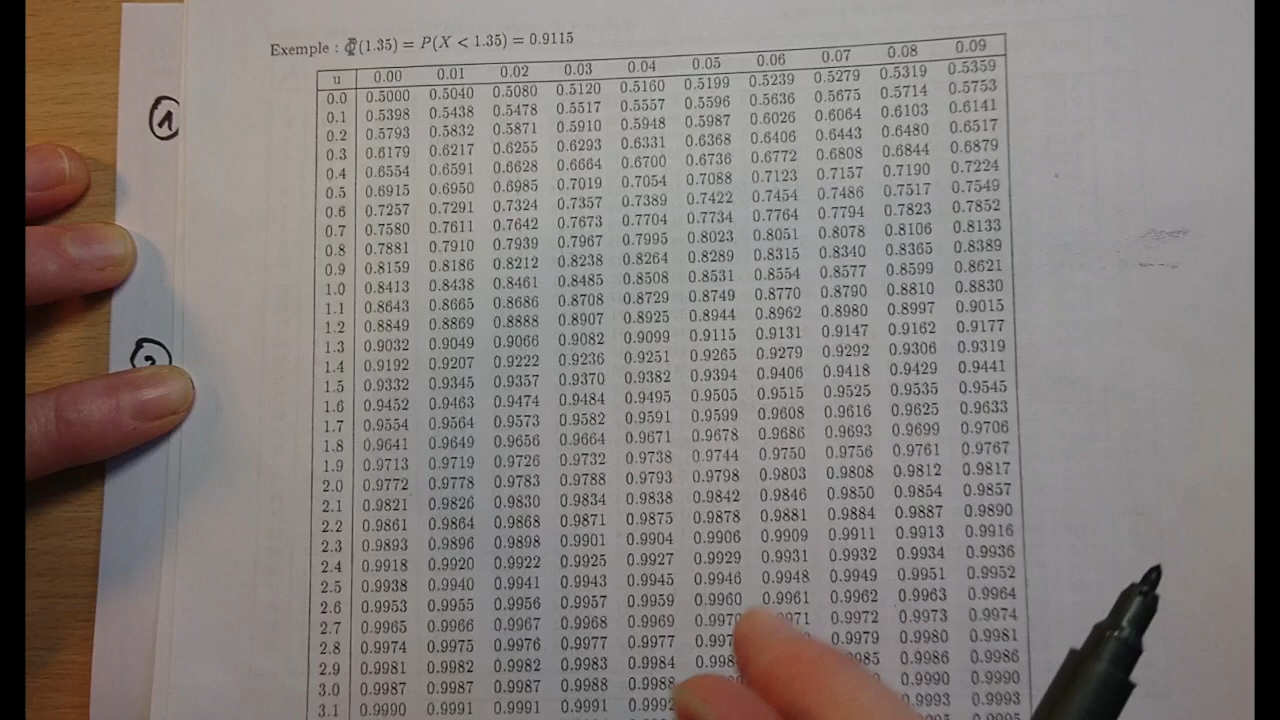 Exemple : Φ(1.35) = P(X < 1.35) = 0.9115
u 0.00 0.01 0.02 0.03 0.04 0.05 0.06 0.07 0.08 0.09
0.0 0.5000 0.5040 0.5080 0.5120 0.5160 0.5199 0.5239 0.5279 0.5319 0.5359
0.1 0.5398 0.5438 0.5478 0.5517 0.5557 0.5596 0.5636 0.5675 0.5714 0.5753
0.2 0.5793 0.5832 0.5871 0.5910 0.5948 0.5987 0.6026 0.6064 0.6103 0.6141
0.3 0.6179 0.6217 0.6255 0.6293 0.6331 0.6368 0.6406 0.6443 0.6480 0.6517
0.4 0.6554 0.6591 0.6628 0.6664 0.6700 0.6736 0.6772 0.6808 0.6844 0.6879
0.5 0.6915 0.6950 0.6985 0.7019 0.7054 0.7088 0.7123 0.7157 0.7190 0.7224
0.6 0.7257 0.7291 0.7324 0.7357 0.7389 0.7422 0.7454 0.7486 0.7517 0.7549
0.7 0.7580 0.7611 0.7642 0.7673 0.7704 0.7734 0.7764 0.7794 0.7823 0.7852
0.8 0.7881 0.7910 0.7939 0.7967 0.7995 0.8023 0.8051 0.8078 0.8106 0.8133
0.9 0.8159 0.8186 0.8212 0.8238 0.8264 0.8289 0.8315 0.8340 0.8365 0.8389
1.0 0.8413 0.8438 0.8461 0.8485 0.8508 0.8531 0.8554 0.8577 0.8599 0.8621
1.1 0.8643 0.8665 0.8686 0.8708 0.8729 0.8749 0.8770 0.8790 0.8810 0.8830
1.2 0.8849 0.8869 0.8888 0.8907 0.8925 0.8944 0.8962 0.8980 0.8997 0.9015
1.3 0.9032 0.9049 0.9066 0.9082 0.9099 0.9115 0.9131 0.9147 0.9162 0.9177
1.4 0.9192 0.9207 0.9222 0.9236 0.9251 0.9265 0.9279 0.9292 0.9306 0.9319
1.5 0.9332 0.9345 0.9357 0.9370 0.9382 0.9394 0.9406 0.9418 0.9429 0.9441
1.6 0.9452 0.9463 0.9474 0.9484 0.9495 0.9505 0.9515 0.9525 0.9535 0.9545
1.7 0.9554 0.9564 0.9573 0.9582 0.9591 0.9599 0.9608 0.9616 0.9625 0.9633
1.8 0.9641 0.9649 0.9656 0.9664 0.9671 0.9678 0.9686 0.9693 0.9699 0.9706
1.9 0.9713 0.9719 0.9726 0.9732 0.9738 0.9744 0.9750 0.9756 0.9761 0.9767
2.0 0.9772 0.9778 0.9783 0.9788 0.9793 0.9798 0.9803 0.9808 0.9812 0.9817
2.1 0.9821 0.9826 0.9830 0.9834 0.9838 0.9842 0.9846 0.9850 0.9854 0.9857
2.2 0.9861 0.9864 0.9868 0.9871 0.9875 0.9878 0.9881 0.9884 0.9887 0.9890
2.3 0.9893 0.9896 0.9898 0.9901 0.9904 0.9906 0.9909 0.9911 0.9913 0.9916
2.4 0.9918 0.9920 0.9922 0.9925 0.9927 0.9929 0.9931 0.9932 0.9934 0.9936
2.5 0.9938 0.9940 0.9941 0.9943 0.9945 0.9946 0.9948 0.9949 0.9951 0.9952
2.6 0.9953 0.9955 0.9956 0.9957 0.9959 0.9960 0.9961 0.9962 0.9963 0.9964
2.7 0.9965 0.9966 0.9967 0.9968 0.9969 0.9972 0.9973 0.9974
2.8 0.9974 0.9975 0.9976 0.9977 0.9977 0.9979 0.9980 0.9981
2.9 0.9981 0.9982 0.9982 0.9983 0.9984 0.9986 0.9986
3.0 0.9987 0.9987 0.9987 0.9988 0.9988 0.9990 0.9990
3.1 0.9990 0.9991 0.9991 0.9991 0.9993 0.9993
1